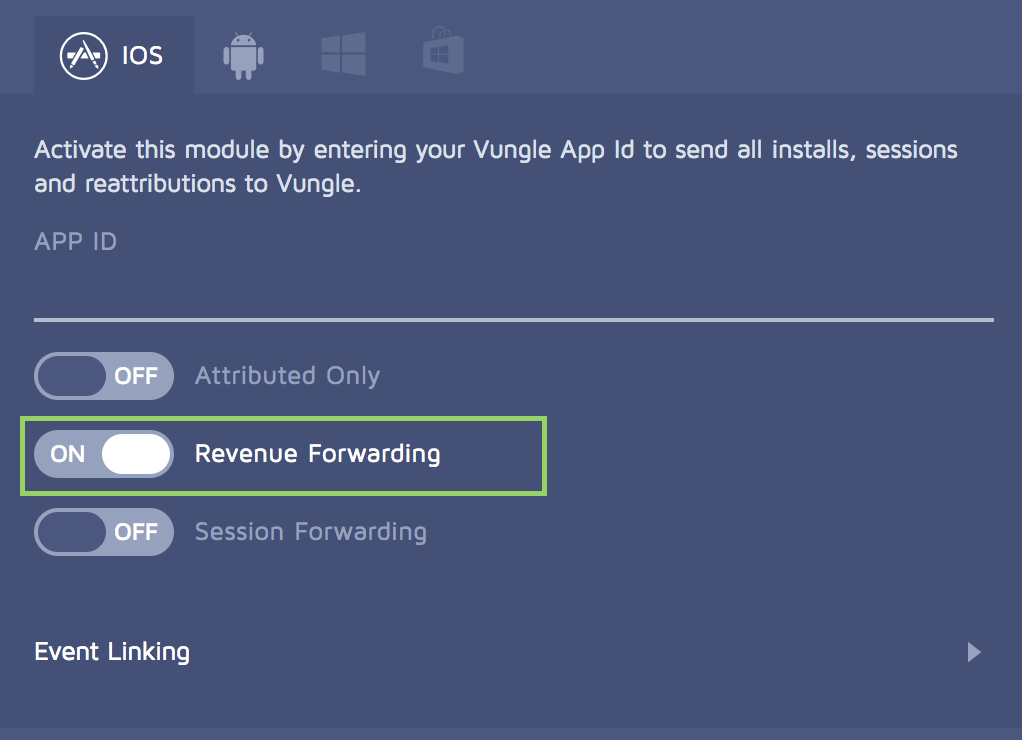 IOS
Activate this module by entering your Vungle App Id to send all installs, sessions
and reattributions to Vungle.
APP ID
OFF Attributed Only
ON Revenue Forwarding
OFF Session Forwarding
Event Linking